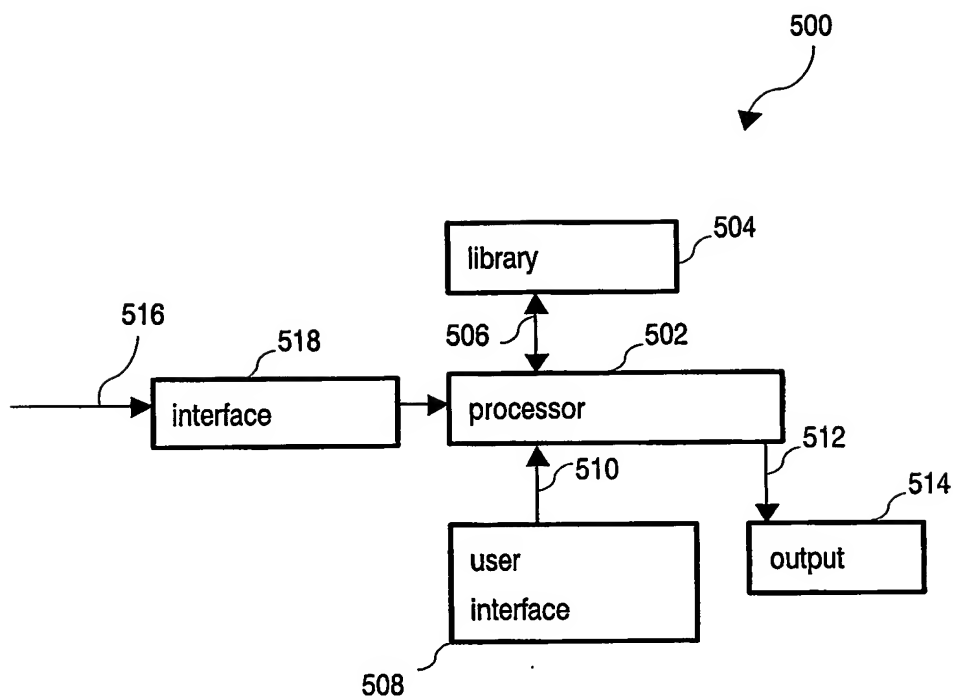 500
504
library
516
506
518
502
interface
processor
512
510
514
user
interface
output
508